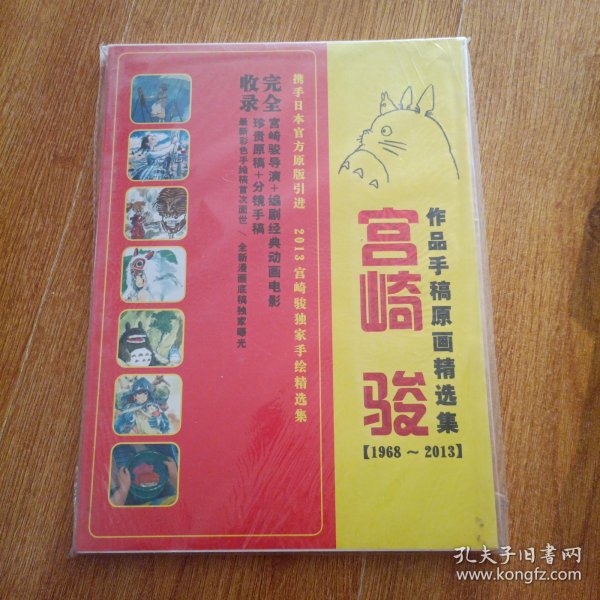 宫崎骏
作品手稿原画精选集
【1968～2013】
携手日本官方原版引进 2013宫崎骏独家手绘精选集
完全收录
宫崎骏导演+编剧经典动画电影
珍贵原稿+分镜手稿
最新彩色手摊稿首次面世/全新漫画底稿独家曝光
孔夫子旧书网
www.kongfz.com